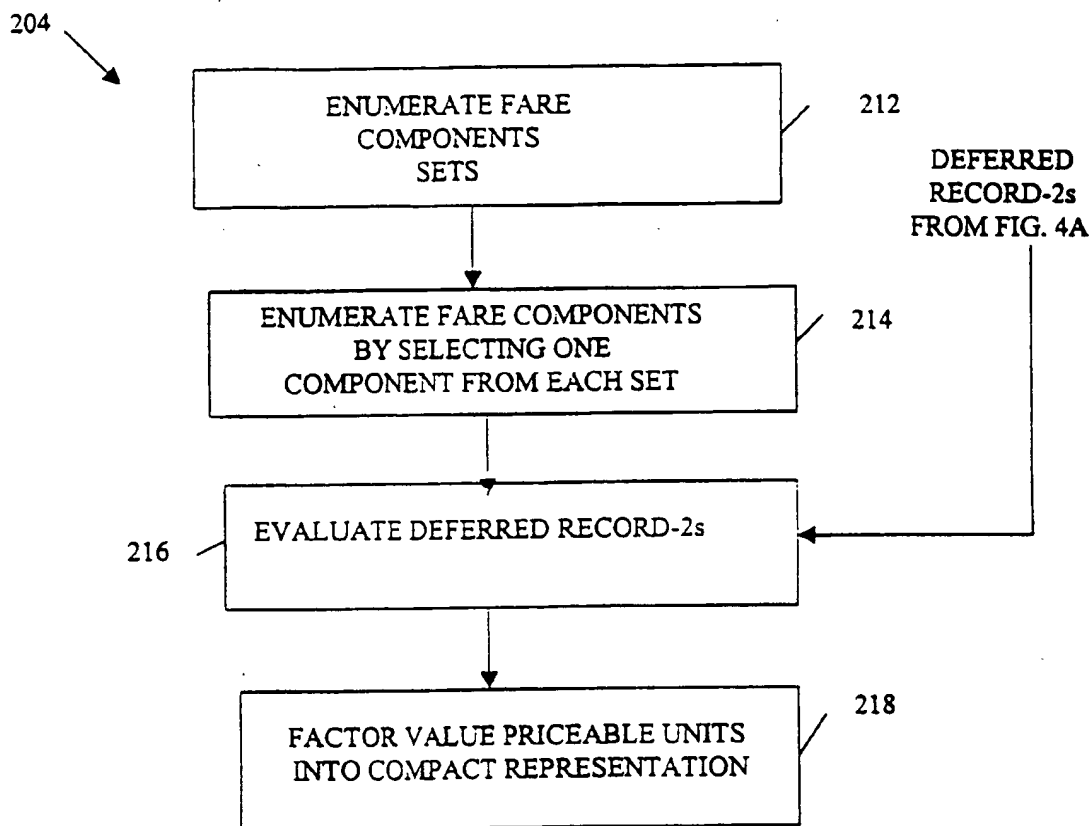 204
ENUMERATE FARE
COMPONENTS
SETS
212
DEFERRED
RECORD-2s
FROM FIG. 4A
ENUMERATE FARE COMPONENTS
BY SELECTING ONE
COMPONENT FROM EACH SET
214
216
EVALUATE DEFERRED RECORD-2s
FACTOR VALUE PRICEABLE UNITS
INTO COMPACT REPRESENTATION
218